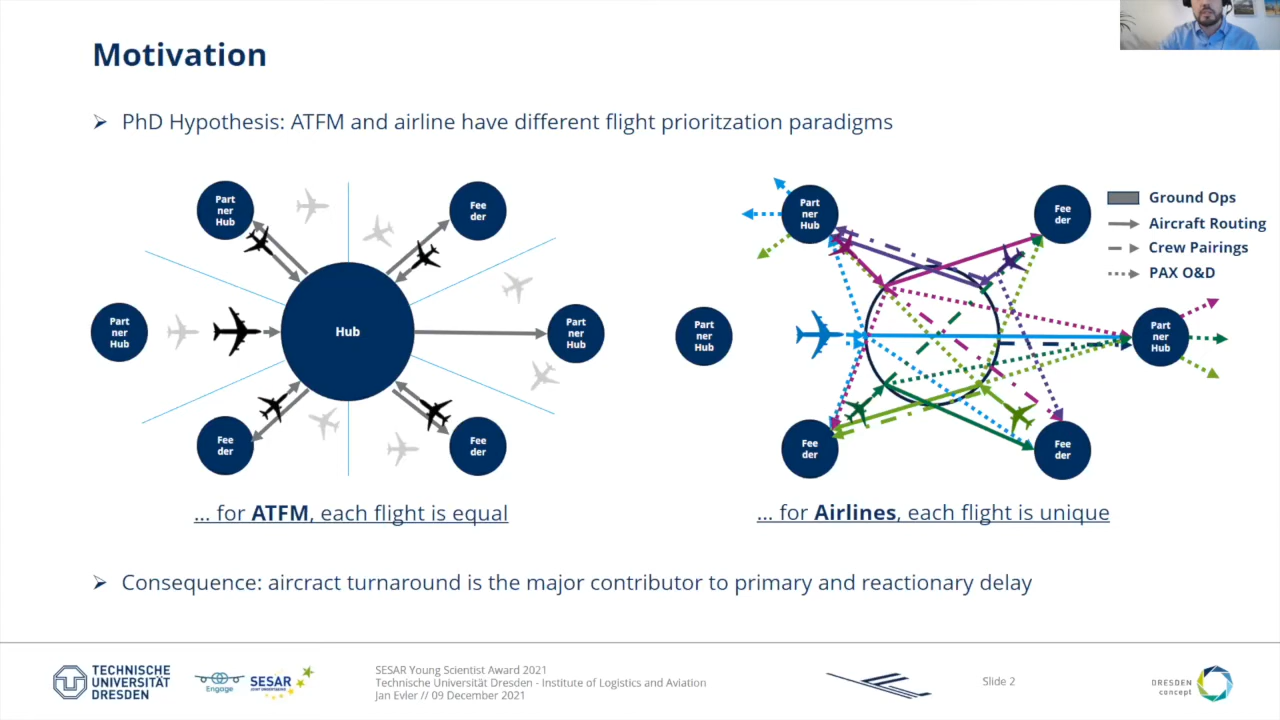 Motivation
PhD Hypothesis: ATFM and airline have different flight prioritzation paradigms
Part
ner
Hub
Fee
der
Part
ner
Hub
Hub
Part
ner
Hub
Fee
der
Fee
der
... for ATFM, each flight is equal
Part
ner
Hub
Fee
der
Part
ner
Hub
Part
ner
Hub
Fee
der
Fee
der
Ground Ops
Aircraft Routing
Crew Pairings
PAX O&D
... for Airlines, each flight is unique
Consequence: aircract turnaround is the major contributor to primary and reactionary delay
TECHNISCHE
UNIVERSITÄT
DRESDEN
Engage
SESAR
JOINT UNDERTAKING
SESAR Young Scientist Award 2021
Technische Universität Dresden - Institute of Logistics and Aviation
Jan Evler // 09 December 2021
Slide 2
DRESDEN
concept